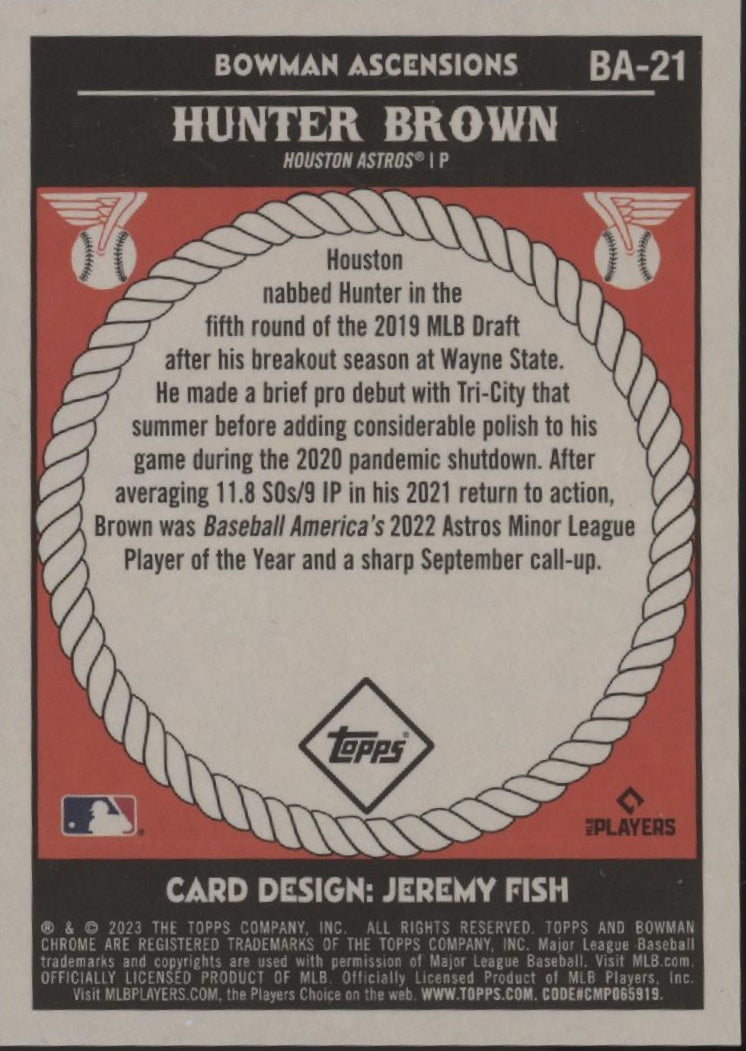 BOWMAN ASCENSIONS BA-21
HUNTER BROWN
HOUSTON ASTROS® | P
Houston
nabbed Hunter in the
fifth round of the 2019 MLB Draft
after his breakout season at Wayne State.
He made a brief pro debut with Tri-City that
summer before adding considerable polish to his
game during the 2020 pandemic shutdown. After
averaging 11.8 SOs/9 IP in his 2021 return to action,
Brown was Baseball America's 2022 Astros Minor League
Player of the Year and a sharp September call-up.
Topps®
MLB PLAYERS
CARD DESIGN: JEREMY FISH
® & © 2023 THE TOPPS COMPANY, INC. ALL RIGHTS RESERVED. TOPPS AND BOWMAN
CHROME ARE REGISTERED TRADEMARKS OF THE TOPPS COMPANY, INC. Major League Baseball
trademarks and copyrights are used with permission of Major League Baseball. Visit MLB.com.
OFFICIALLY LICENSED PRODUCT OF MLB. Officially Licensed Product of MLB Players, Inc.
Visit MLBPLAYERS.COM, the Players Choice on the web. WWW.TOPPS.COM. CODE#CMP065919.